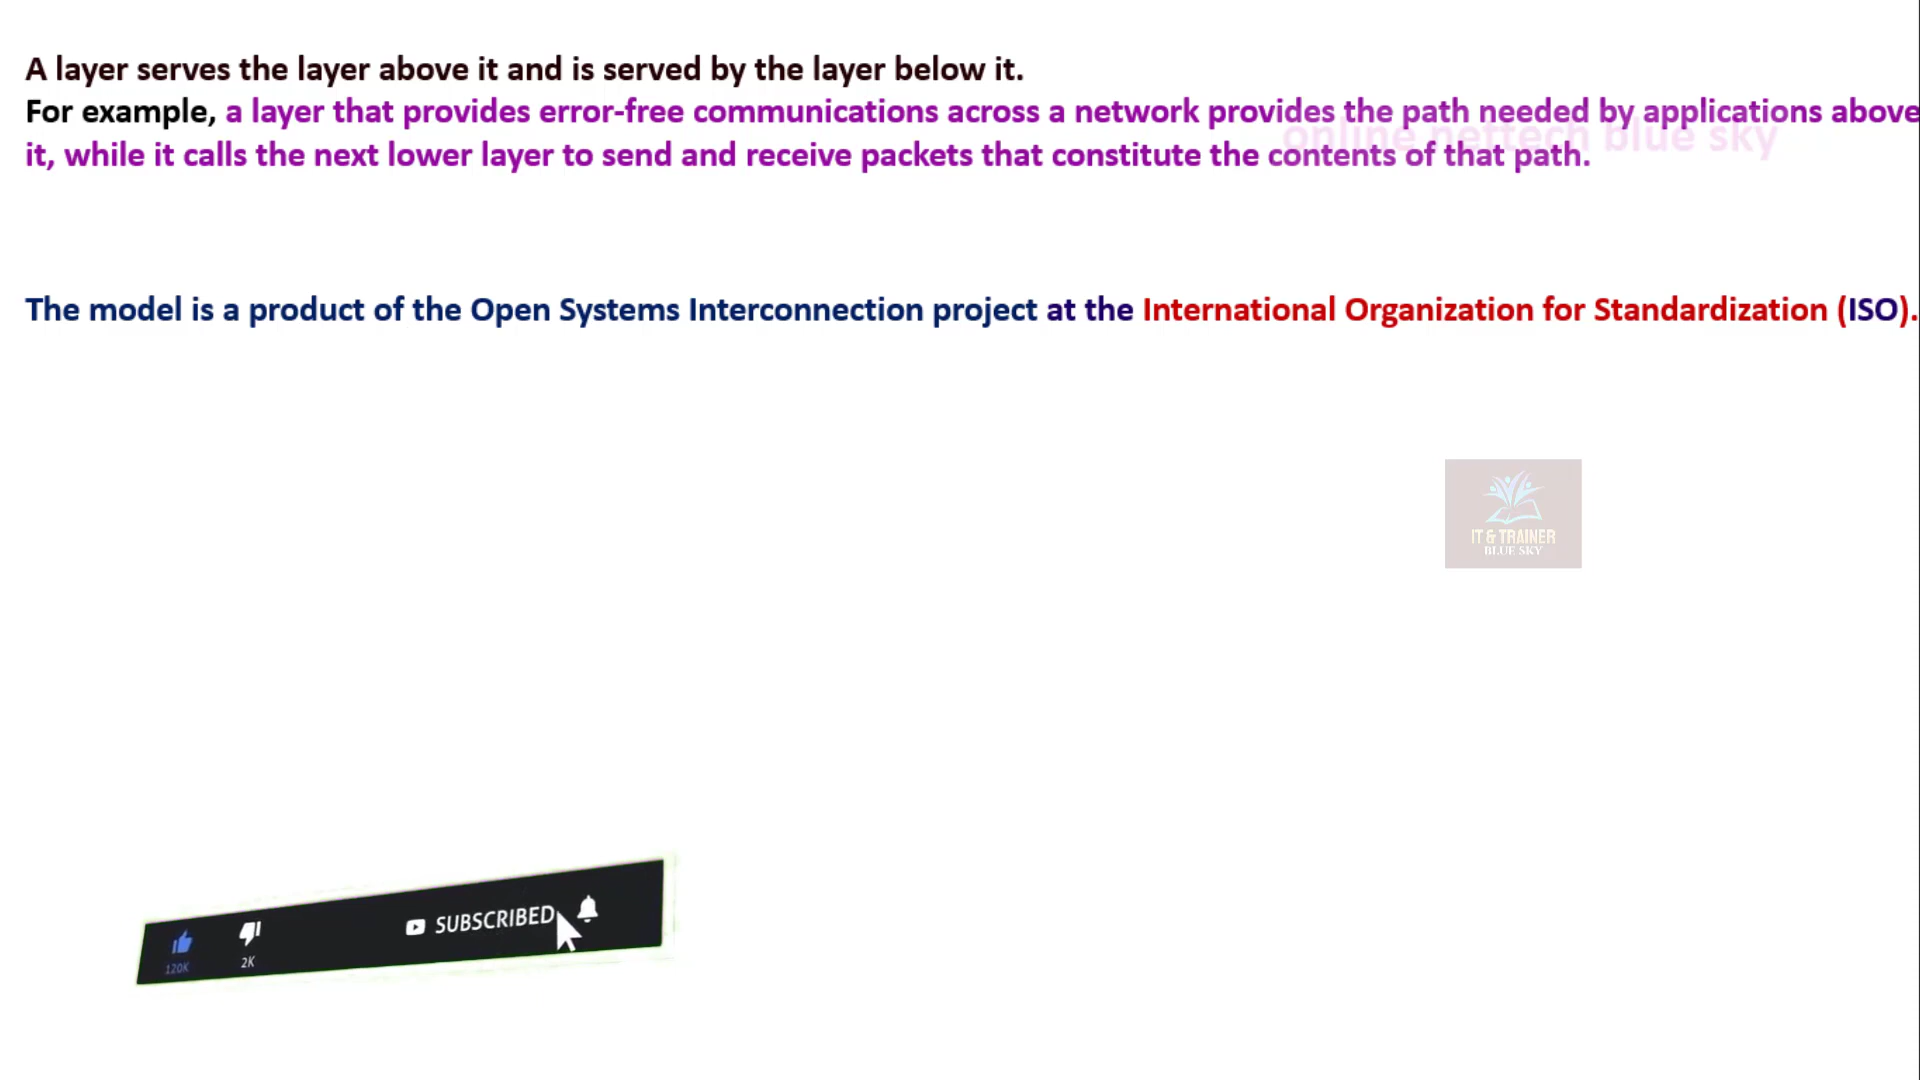 A layer serves the layer above it and is served by the layer below it.
For example, a layer that provides error-free communications across a network provides the path needed by applications above
it, while it calls the next lower layer to send and receive packets that constitute the contents of that path.
online nettech blue sky
The model is a product of the Open Systems Interconnection project at the International Organization for Standardization (ISO).
IT & TRAINER
BLUE SKY
SUBSCRIBED
120K
2K